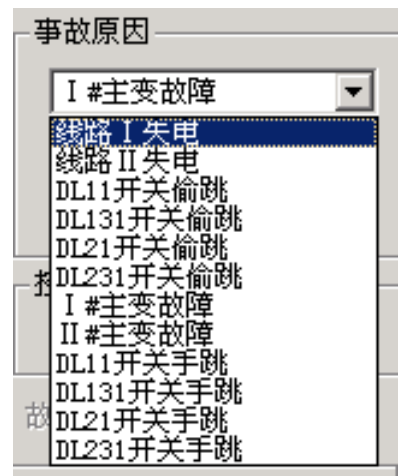 事故原因
Ⅰ#主变故障
线路Ⅰ失电
线路Ⅱ失电
DL11开关偷跳
DL131开关偷跳
DL21开关偷跳
DL231开关偷跳
Ⅰ#主变故障
Ⅱ#主变故障
DL11开关手跳
DL131开关手跳
故
DL21开关手跳
DL231开关手跳